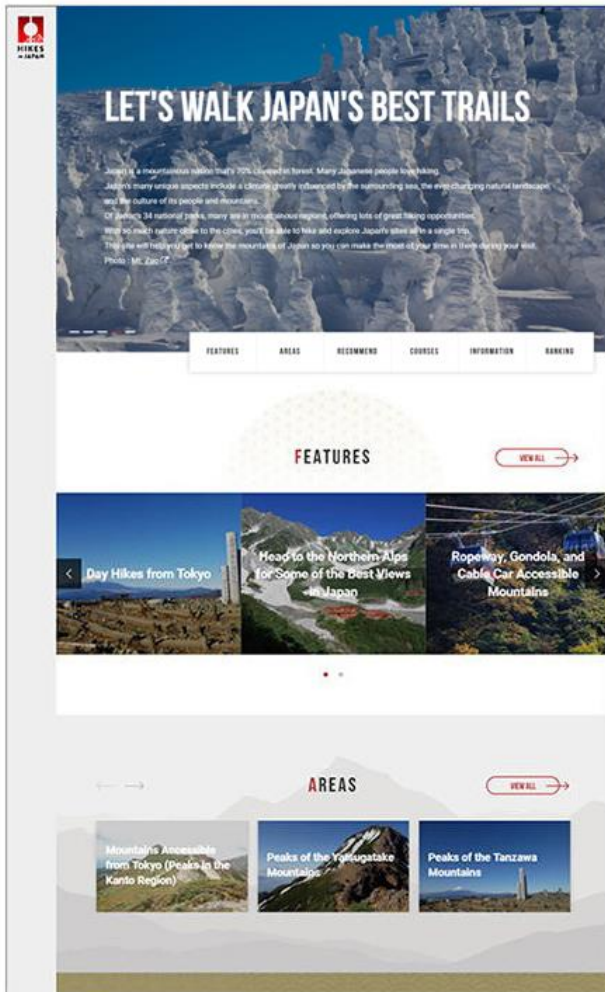 HIKES
in JAPAN
LET'S WALK JAPAN'S BEST TRAILS
Japan is a mountainous nation that's 70% covered in forest. Many Japanese people love hiking.
Japan's many unique aspects include a climate greatly influenced by the surrounding sea, the ever-changing natural landscape,
and the culture of its people and mountains.
Of Japan's 34 national parks, many are in mountainous regions, offering lots of great hiking opportunities.
With so much nature close to the cities, you'll be able to hike and explore Japan's sites all in a single trip.
This site will help you get to know the mountains of Japan so you can make the most of your time in them during your visit.
Photo : Mt. Zao
FEATURES
AREAS
RECOMMEND
COURSES
INFORMATION
RANKING
FEATURES
VIEW ALL
Day Hikes from Tokyo
Head to the Northern Alps
for Some of the Best Views
in Japan
Ropeway, Gondola, and
Cable Car Accessible
Mountains
AREAS
VIEW ALL
Mountains Accessible
from Tokyo (Peaks in the
Kanto Region)
Peaks of the Yatsugatake
Mountains
Peaks of the Tanzawa
Mountains